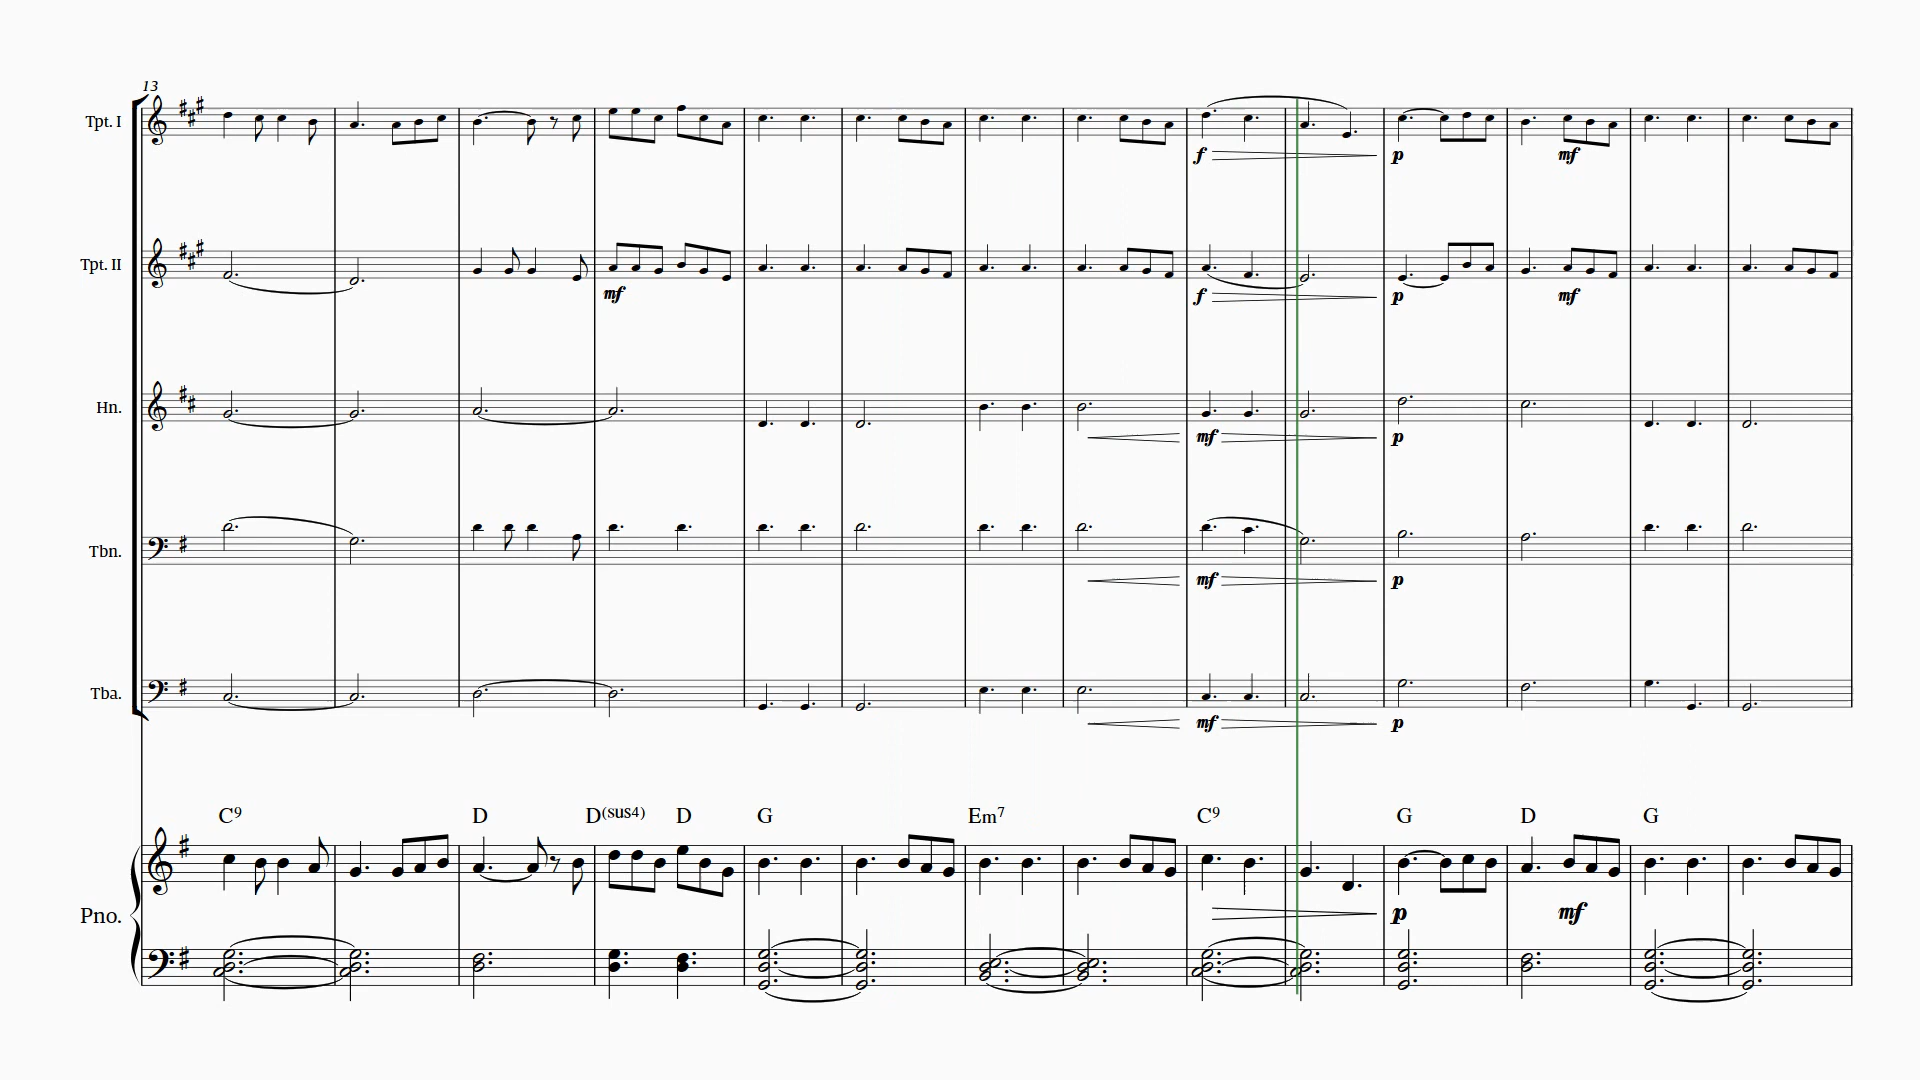 13
Tpt. I
f p mf
Tpt. II
mf f p mf
Hn.
mf p
Tbn.
mf p
Tba.
mf p
C9 D D(sus4) D G Em7 C9 G D G
Pno.
p mf